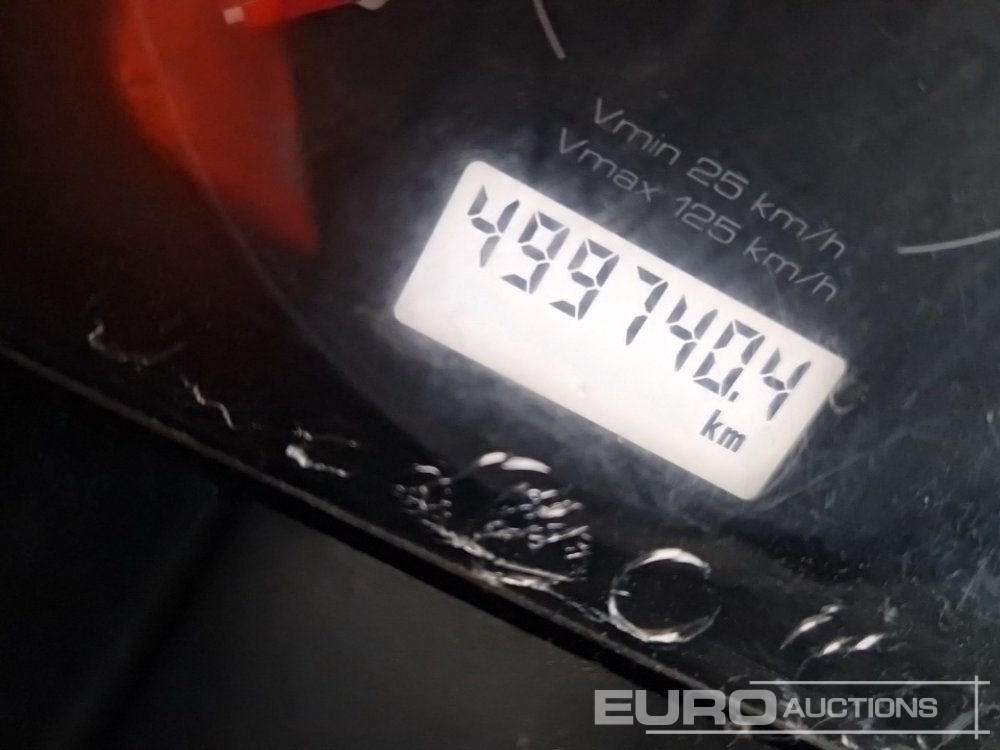 Vmin 25 km/h
Vmax 125 km/h
499740.4
km
EURO AUCTIONS